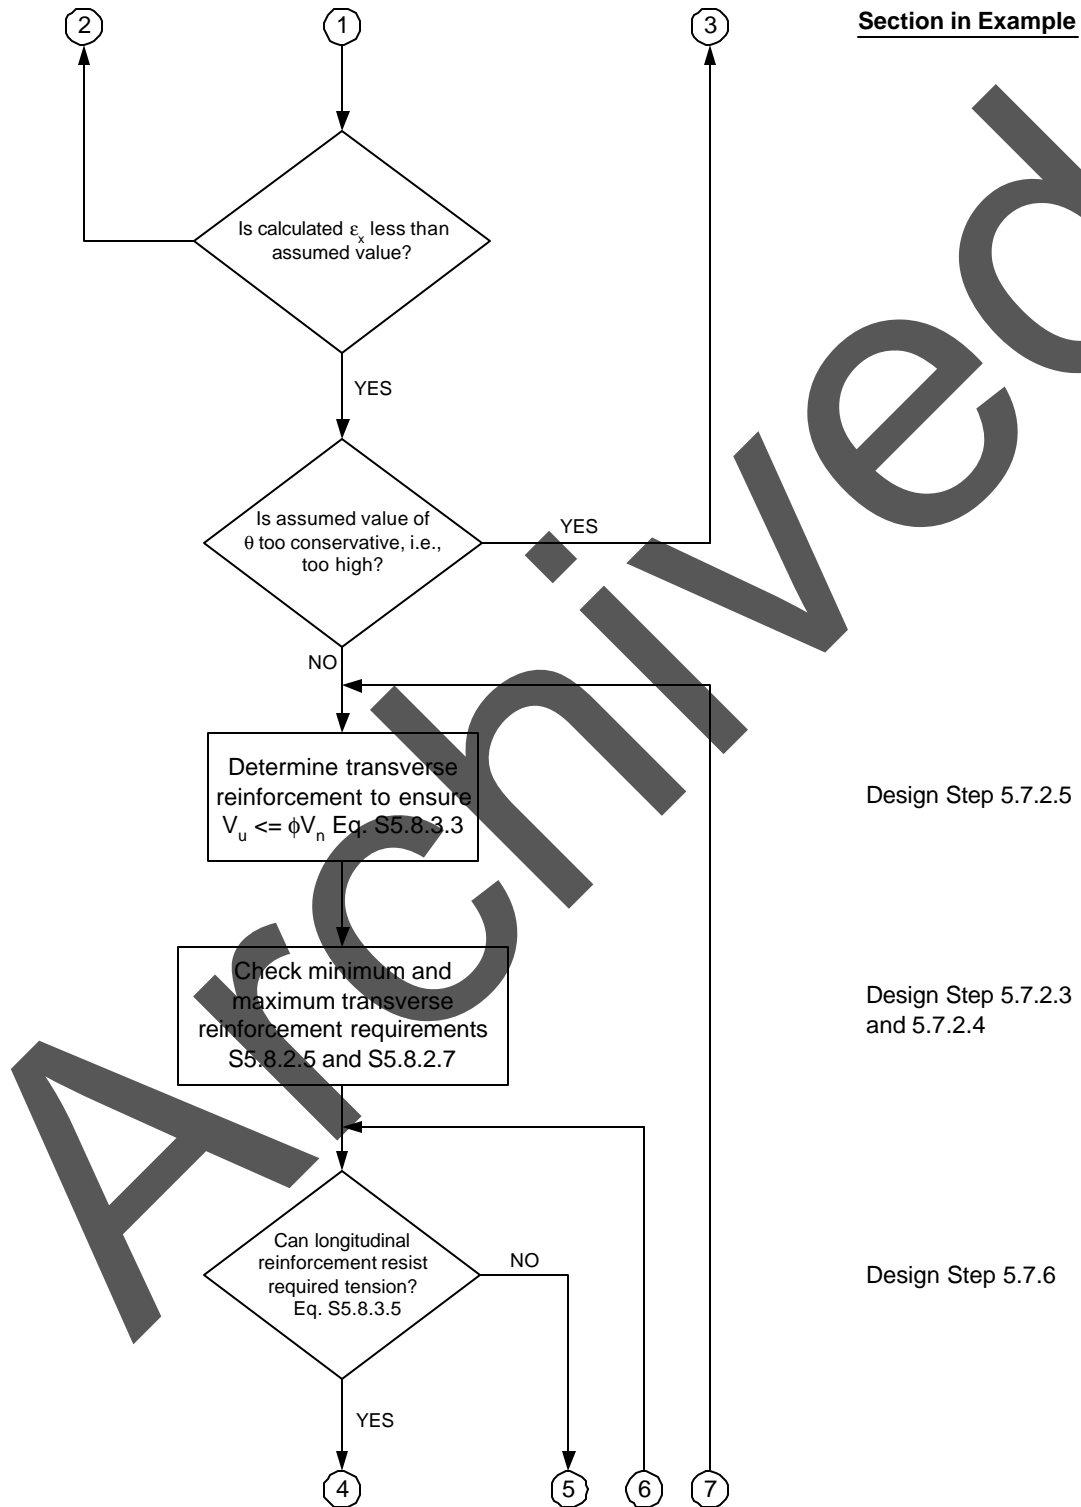 2
1
3
Section in Example
Is calculated εx less than
assumed value?
YES
Is assumed value of
θ too conservative, i.e.,
too high?
YES
NO
Determine transverse
reinforcement to ensure
Vu <= ϕVn Eq. S5.8.3.3
Design Step 5.7.2.5
Check minimum and
maximum transverse
reinforcement requirements
S5.8.2.5 and S5.8.2.7
Design Step 5.7.2.3
and 5.7.2.4
Can longitudinal
reinforcement resist
required tension?
Eq. S5.8.3.5
NO
Design Step 5.7.6
YES
4
5
6
7
Archived